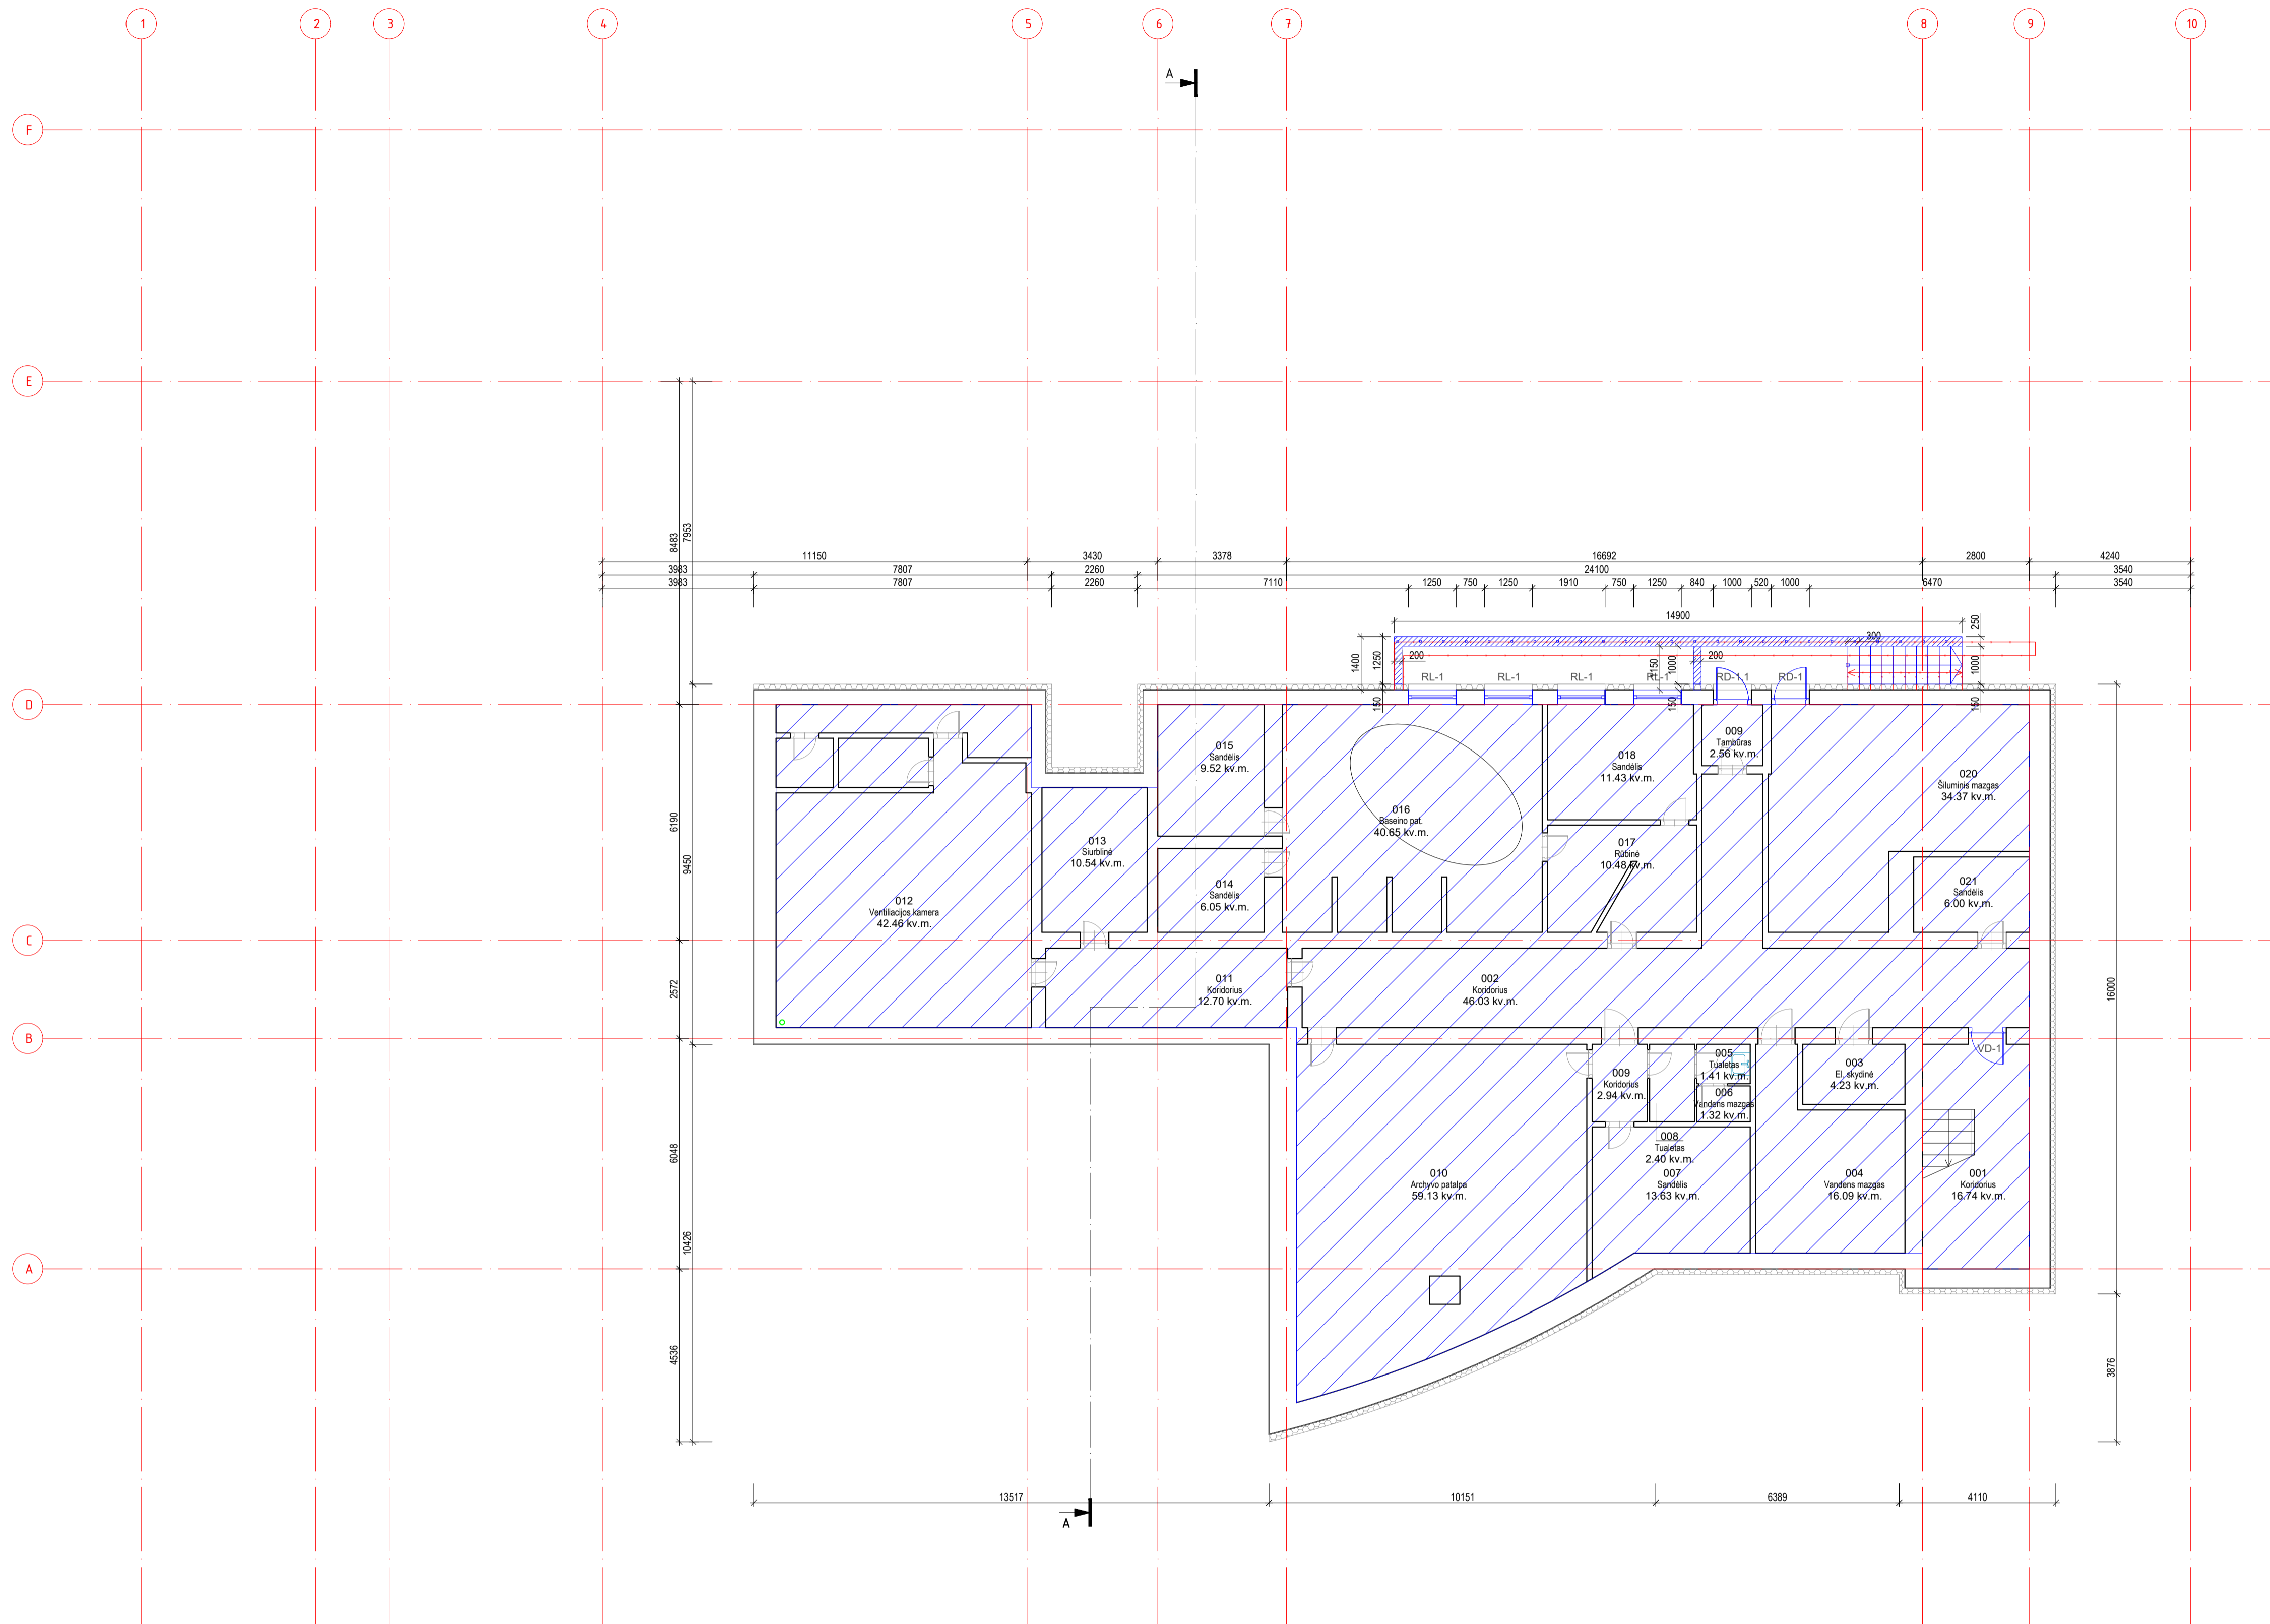 1 2 3 4 5 6 7 8 9 10
A
F
E
8483 7953
11150 3430 3378 16692 2800 4240
3983 7807 2260 24100 3540
3983 7807 2260 7110 1250 750 1250 1910 750 1250 840 1000 520 1000 6470 3540
14900 250
300
1400 1250 200 1150 1000 200 1000
RL-1 RL-1 RL-1 RL-1 RD-1.1 RD-1
150 150 150
D
015
Sandėlis
9.52 kv.m.
009
Tambūras
2.56 kv.m.
018
Sandėlis
11.43 kv.m.
020
Šiluminis mazgas
34.37 kv.m.
016
Baseino pat.
40.65 kv.m.
6190 9450
013
Siurblinė
10.54 kv.m.
017
Rūbinė
10.48 kv.m.
014
Sandėlis
6.05 kv.m.
021
Sandėlis
6.00 kv.m.
012
Ventiliacijos kamera
42.46 kv.m.
C
2572
011
Koridorius
12.70 kv.m.
002
Koridorius
46.03 kv.m.
16000
B
VD-1
005
Tualetas
1.41 kv.m.
003
El. skydinė
4.23 kv.m.
009
Koridorius
2.94 kv.m.
006
Vandens mazgas
1.32 kv.m.
008
Tualetas
2.40 kv.m.
6048 10426
010
Archyvo patalpa
59.13 kv.m.
007
Sandėlis
13.63 kv.m.
004
Vandens mazgas
16.09 kv.m.
001
Koridorius
16.74 kv.m.
A
4536
3876
13517 10151 6389 4110
A